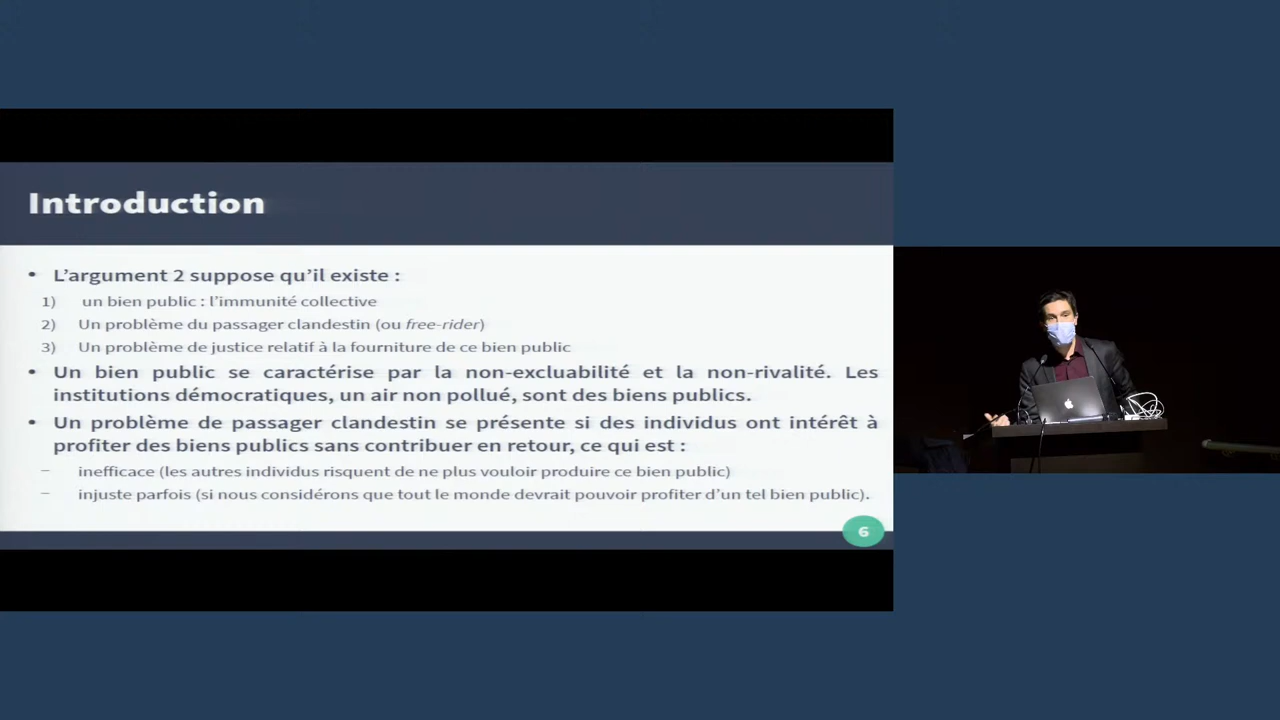 Introduction
• L'argument 2 suppose qu'il existe :
1) un bien public : l'immunité collective
2) Un problème du passager clandestin (ou free-rider)
3) Un problème de justice relatif à la fourniture de ce bien public
• Un bien public se caractérise par la non-excluabilité et la non-rivalité. Les
institutions démocratiques, un air non pollué, sont des biens publics.
• Un problème de passager clandestin se présente si des individus ont intérêt à
profiter des biens publics sans contribuer en retour, ce qui est :
– inefficace (les autres individus risquent de ne plus vouloir produire ce bien public)
– injuste parfois (si nous considérons que tout le monde devrait pouvoir profiter d'un tel bien public).
6